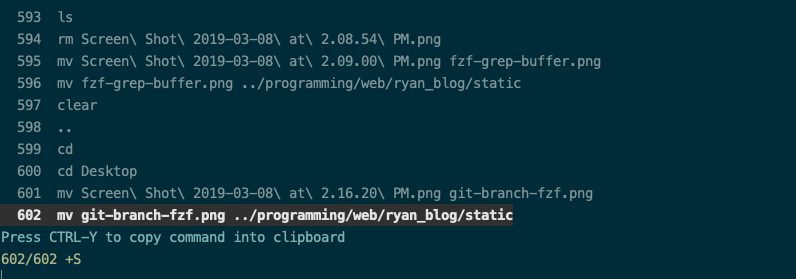 593 ls
594 rm Screen\ Shot\ 2019-03-08\ at\ 2.08.54\ PM.png
595 mv Screen\ Shot\ 2019-03-08\ at\ 2.09.00\ PM.png fzf-grep-buffer.png
596 mv fzf-grep-buffer.png ../programming/web/ryan_blog/static
597 clear
598 ..
599 cd
600 cd Desktop
601 mv Screen\ Shot\ 2019-03-08\ at\ 2.16.20\ PM.png git-branch-fzf.png
602 mv git-branch-fzf.png ../programming/web/ryan_blog/static
Press CTRL-Y to copy command into clipboard
602/602 +S